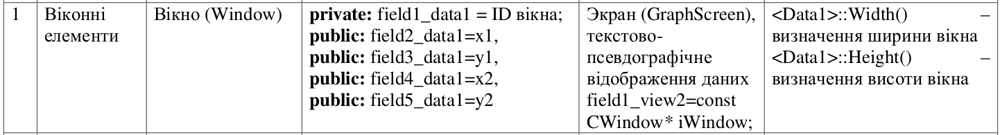 1
Віконні
елементи
Вікно (Window)
private: field1_data1 = ID вікна;
public: field2_data1=x1,
public: field3_data1=y1,
public: field4_data1=x2,
public: field5_data1=y2
Экран (GraphScreen),
текстово-
псевдографічне
відображення даних
field1_view2=const
CWindow* iWindow;
<Data1>::Width() –
визначення ширини вікна
<Data1>::Height() –
визначення висоти вікна